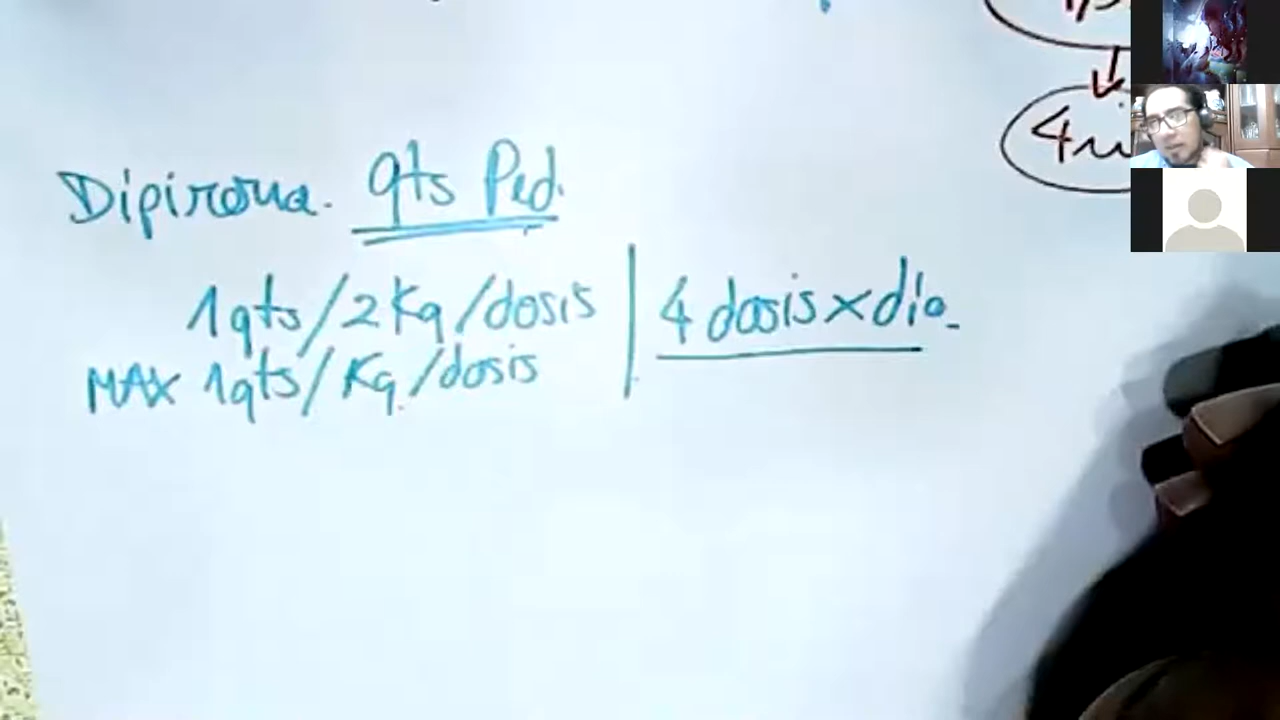 Dipirona. gts Ped.
1gts/2Kg/dosis | 4 dosis x dia.
MAX 1gts/Kg/dosis